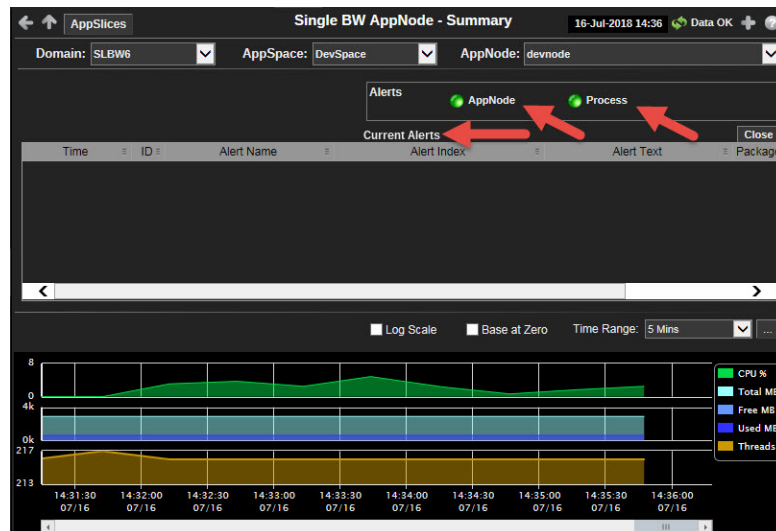 AppSlices
Single BW AppNode - Summary
16-Jul-2018 14:36
Data OK
Domain: SLBW6
AppSpace: DevSpace
AppNode: devnode
Alerts
AppNode
Process
Current Alerts
Close
Time ID Alert Name Alert Index Alert Text Packag
Log Scale
Base at Zero
Time Range: 5 Mins
...
8
0
4k
0k
217
213
CPU %
Total MB
Free MB
Used MB
Threads
14:31:30 14:32:00 14:32:30 14:33:00 14:33:30 14:34:00 14:34:30 14:35:00 14:35:30 14:36:00
07/16 07/16 07/16 07/16 07/16 07/16 07/16 07/16 07/16 07/16